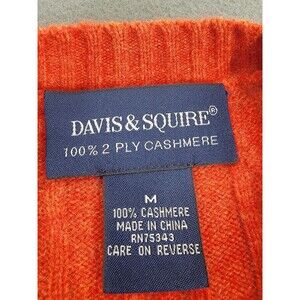 DAVIS & SQUIRE®
100% 2 PLY CASHMERE
M
100% CASHMERE
MADE IN CHINA
RN75343
CARE ON REVERSE